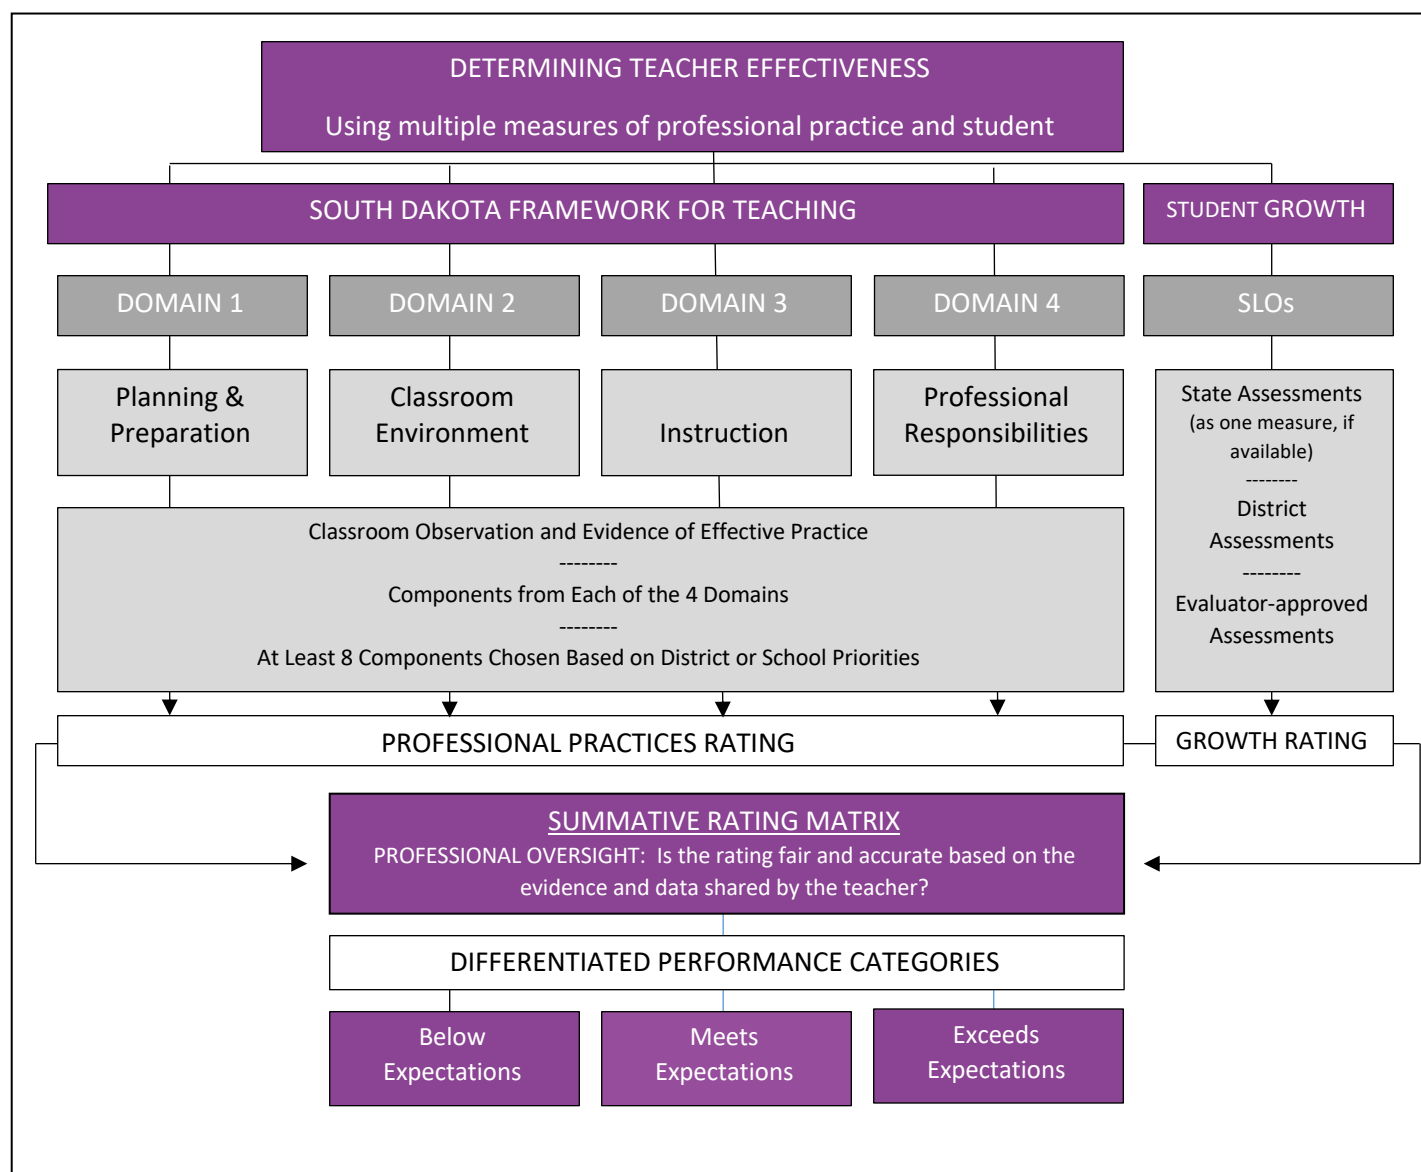 DETERMINING TEACHER EFFECTIVENESS
Using multiple measures of professional practice and student
SOUTH DAKOTA FRAMEWORK FOR TEACHING
STUDENT GROWTH
DOMAIN 1
DOMAIN 2
DOMAIN 3
DOMAIN 4
SLOs
Planning &
Preparation
Classroom
Environment
Instruction
Professional
Responsibilities
State Assessments
(as one measure, if
available)
--------
District
Assessments
--------
Evaluator-approved
Assessments
Classroom Observation and Evidence of Effective Practice
--------
Components from Each of the 4 Domains
--------
At Least 8 Components Chosen Based on District or School Priorities
PROFESSIONAL PRACTICES RATING
GROWTH RATING
SUMMATIVE RATING MATRIX
PROFESSIONAL OVERSIGHT:  Is the rating fair and accurate based on the
evidence and data shared by the teacher?
DIFFERENTIATED PERFORMANCE CATEGORIES
Below
Expectations
Meets
Expectations
Exceeds
Expectations